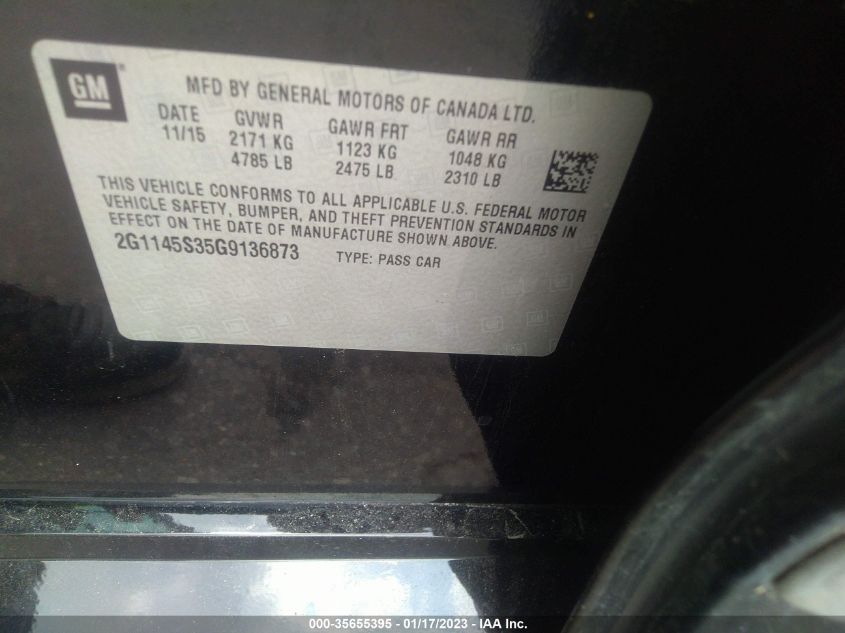 GM
MFD BY GENERAL MOTORS OF CANADA LTD.
DATE GVWR GAWR FRT GAWR RR
11/15 2171 KG 1123 KG 1048 KG
4785 LB 2475 LB 2310 LB
THIS VEHICLE CONFORMS TO ALL APPLICABLE U.S. FEDERAL MOTOR
VEHICLE SAFETY, BUMPER, AND THEFT PREVENTION STANDARDS IN
EFFECT ON THE DATE OF MANUFACTURE SHOWN ABOVE.
2G1145S35G9136873 TYPE: PASS CAR
000-35655395 - 01/17/2023 - IAA Inc.